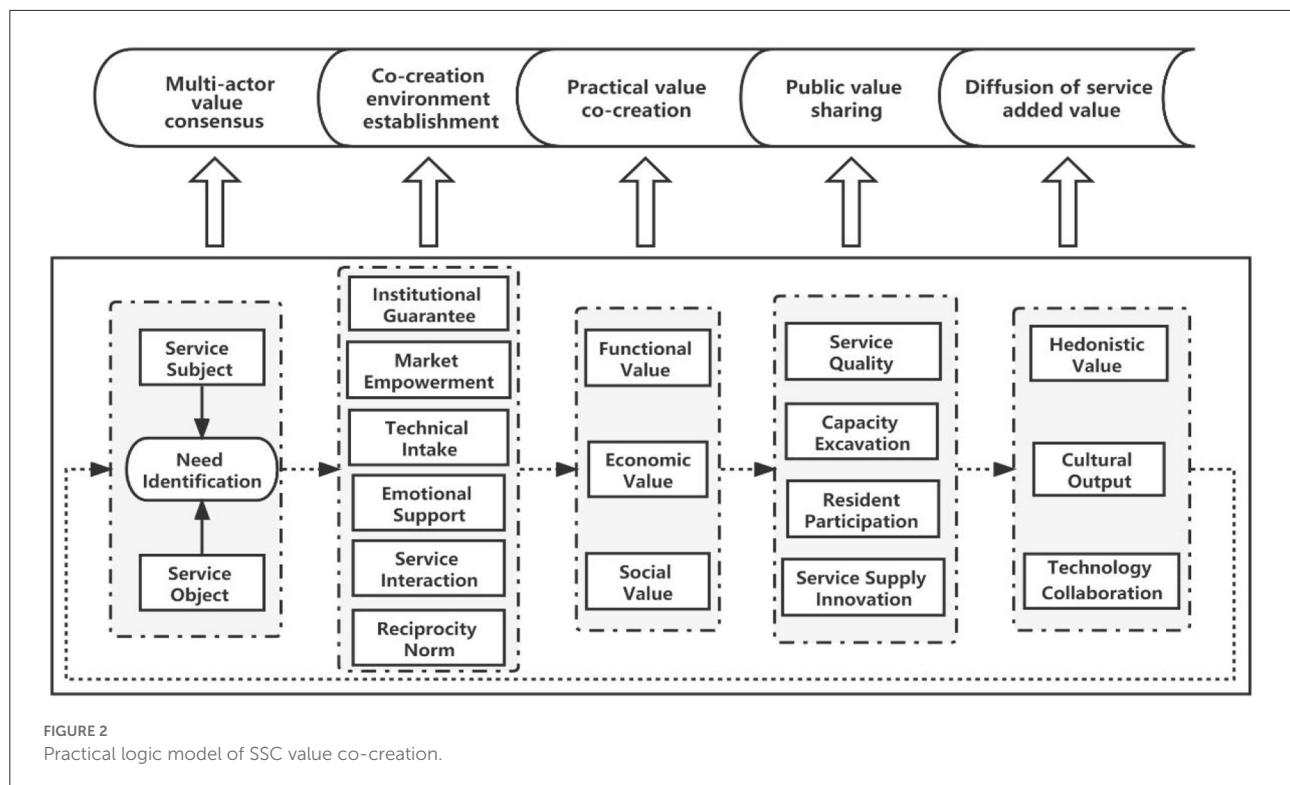 Multi-actor
value
consensus
Co-creation
environment
establishment
Practical value
co-creation
Public value
sharing
Diffusion of service
added value
Service
Subject
Need
Identification
Service
Object
Institutional
Guarantee
Market
Empowerment
Technical
Intake
Emotional
Support
Service
Interaction
Reciprocity
Norm
Functional
Value
Economic
Value
Social
Value
Service
Quality
Capacity
Excavation
Resident
Participation
Service Supply
Innovation
Hedonistic
Value
Cultural
Output
Technology
Collaboration
FIGURE 2
Practical logic model of SSC value co-creation.